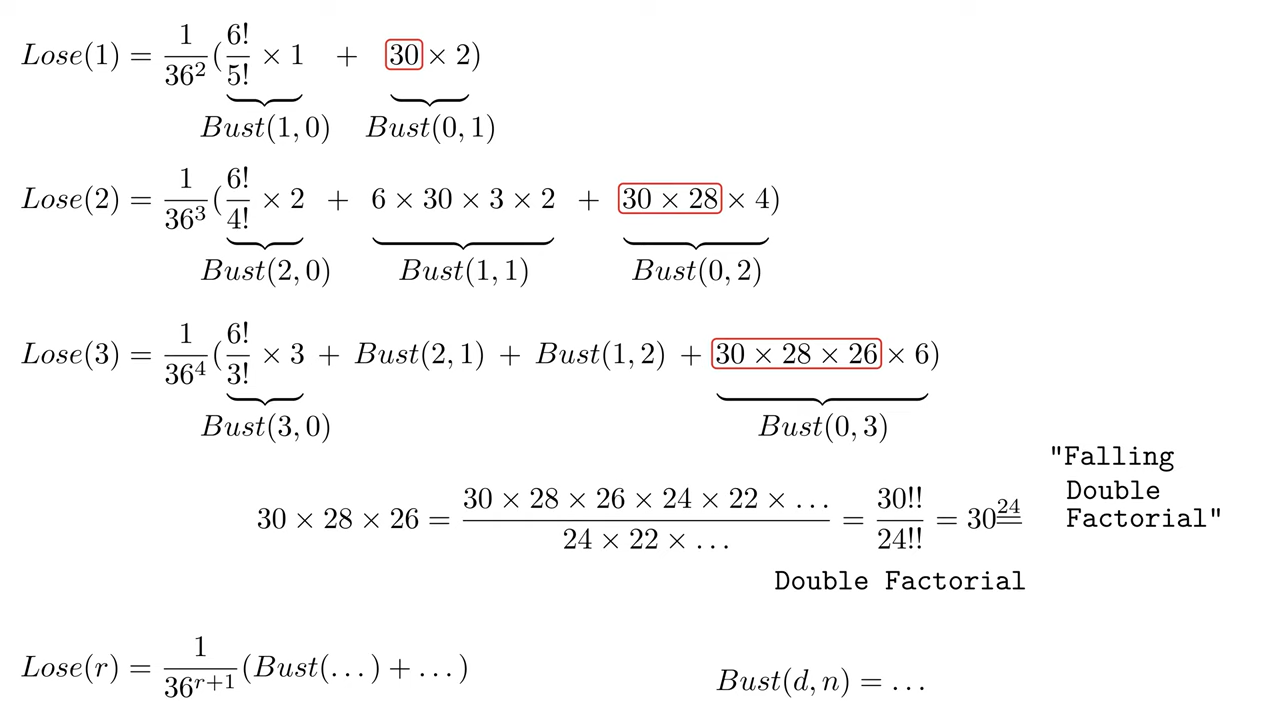 Lose(1) = 1/36² (6!/5! × 1 + 30 × 2)
Bust(1, 0) Bust(0, 1)
Lose(2) = 1/36³ (6!/4! × 2 + 6 × 30 × 3 × 2 + 30 × 28 × 4)
Bust(2, 0) Bust(1, 1) Bust(0, 2)
Lose(3) = 1/36⁴ (6!/3! × 3 + Bust(2, 1) + Bust(1, 2) + 30 × 28 × 26 × 6)
Bust(3, 0) Bust(0, 3)
"Falling
Double
Factorial"
30 × 28 × 26 = (30 × 28 × 26 × 24 × 22 × ...)/(24 × 22 × ...) = 30!!/24!! = 30^24
Double Factorial
Lose(r) = 1/36^(r+1) (Bust(...) + ...)
Bust(d, n) = ...